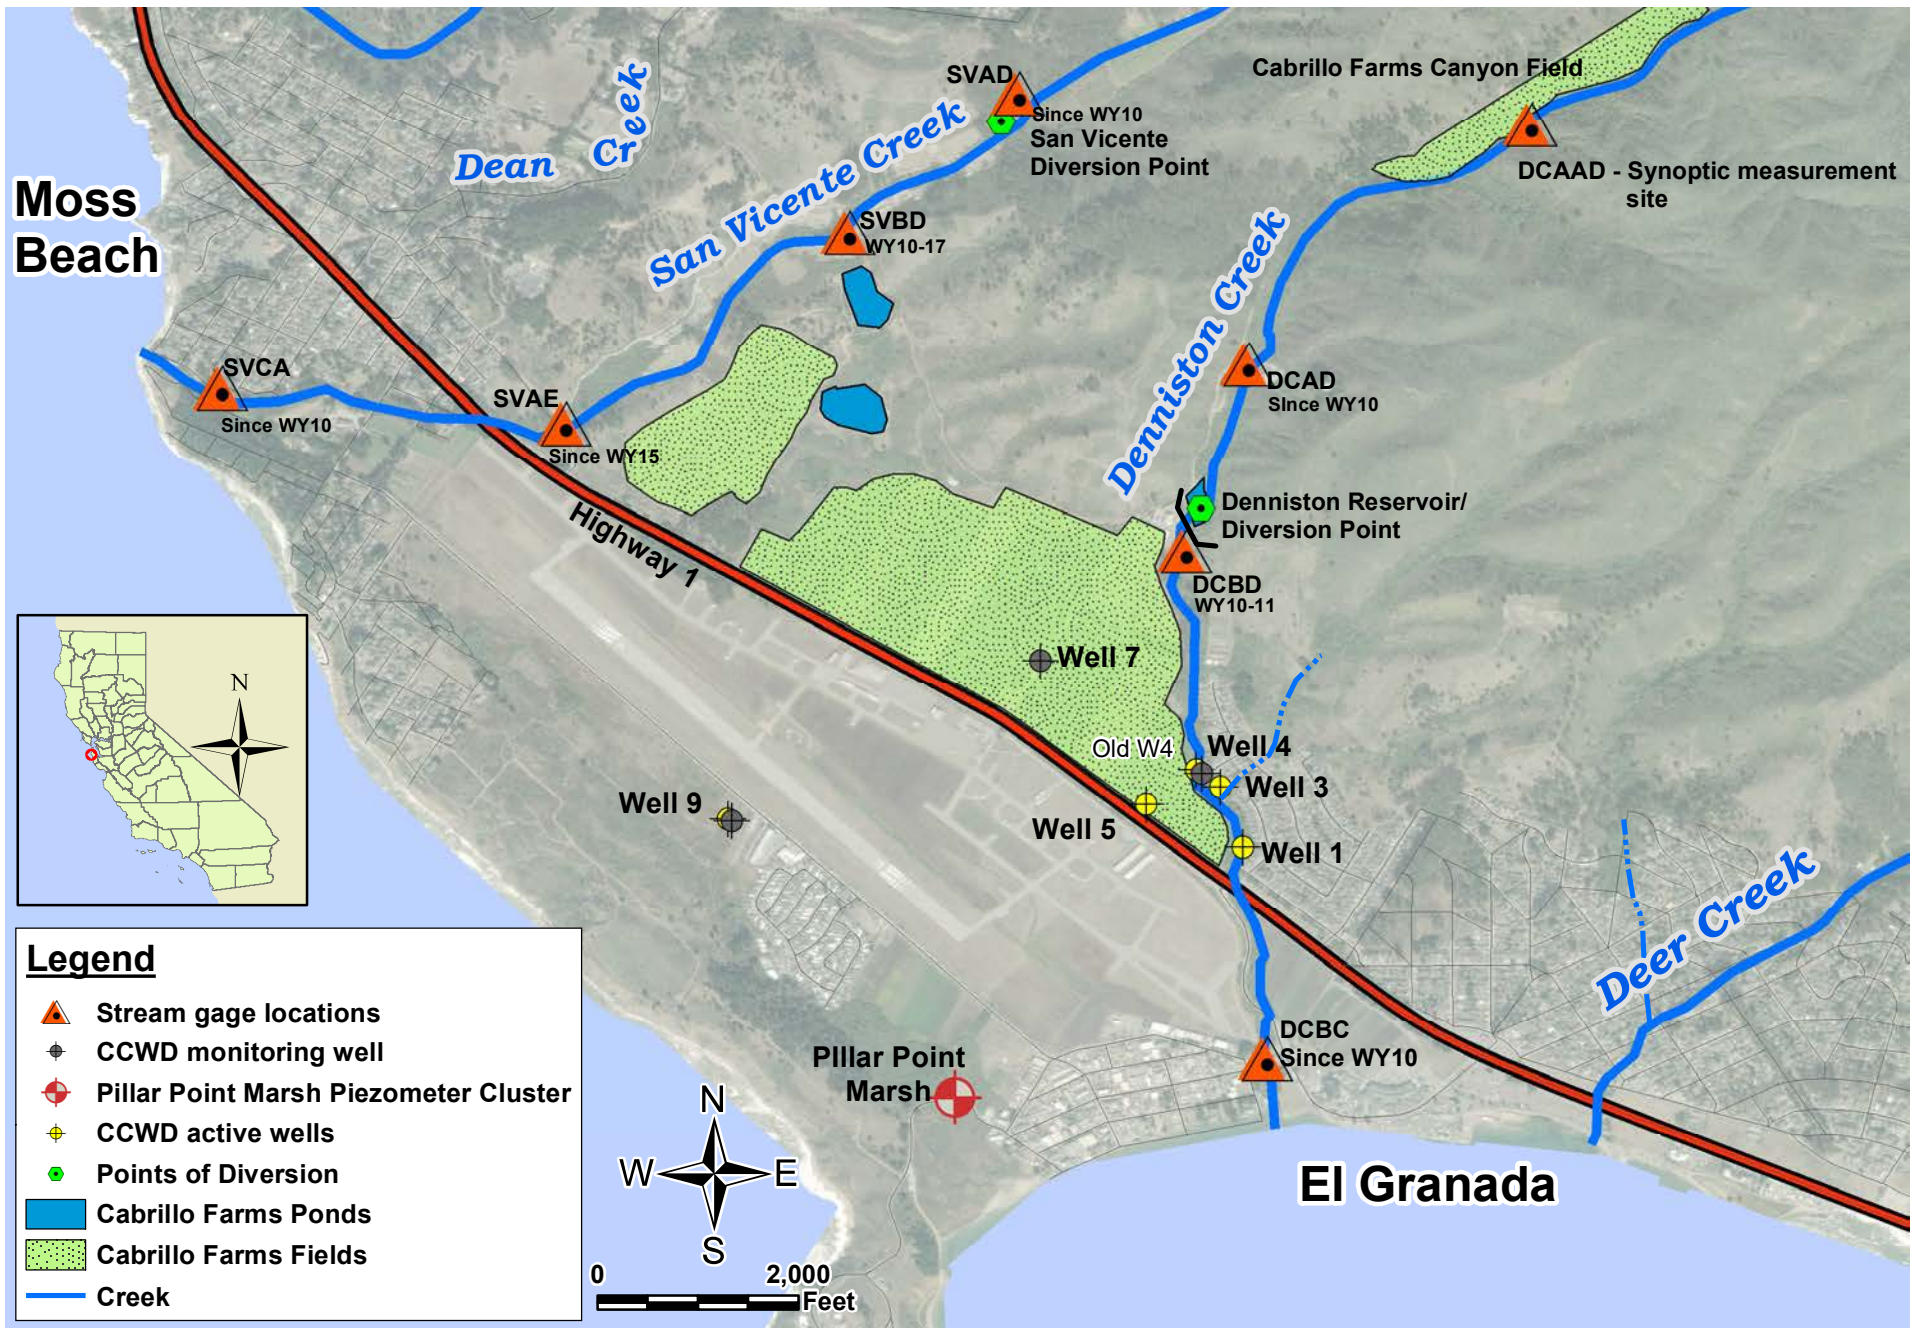 Dean Creek
San Vicente Creek
SVAD
Since WY10
San Vicente
Diversion Point
Cabrillo Farms Canyon Field
DCAAD - Synoptic measurement
site
Moss
Beach
SVBD
WY10-17
Denniston Creek
SVCA
Since WY10
SVAE
Since WY15
DCAD
SInce WY10
Highway 1
Denniston Reservoir/
Diversion Point
DCBD
WY10-11
Well 7
N
Old W4
Well 4
Well 3
Well 9
Well 5
Well 1
Deer Creek
Legend
Stream gage locations
CCWD monitoring well
Pillar Point Marsh Piezometer Cluster
CCWD active wells
Points of Diversion
Cabrillo Farms Ponds
Cabrillo Farms Fields
Creek
PIllar Point
Marsh
DCBC
Since WY10
N
W E
S
El Granada
0 2,000
Feet